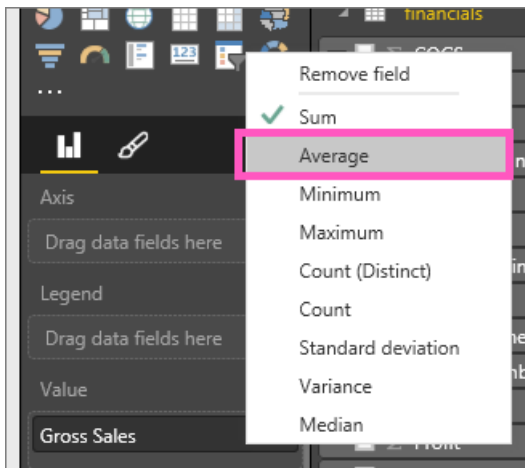 financials
123
Remove field
Sum
Average
Minimum
Maximum
Count (Distinct)
Count
Standard deviation
Variance
Median
Axis
Drag data fields here
Legend
Drag data fields here
Value
Gross Sales